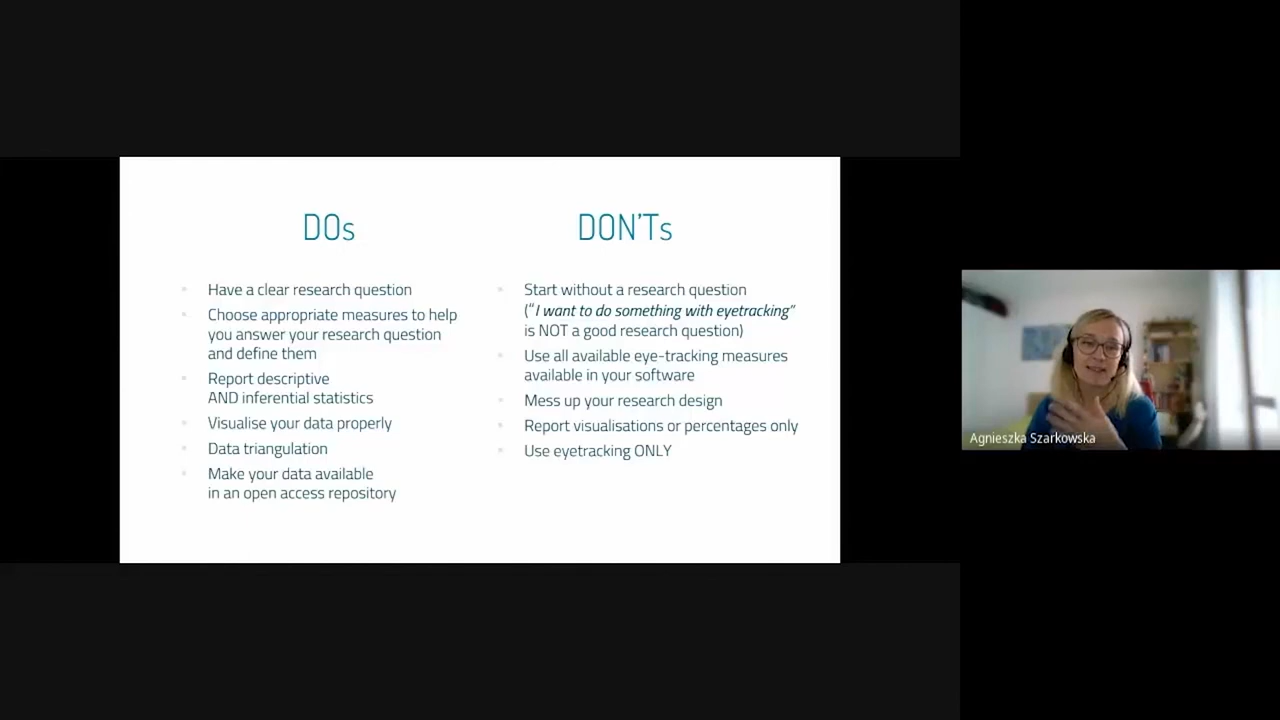 DOs
Have a clear research question
Choose appropriate measures to help
you answer your research question
and define them
Report descriptive
AND inferential statistics
Visualise your data properly
Data triangulation
Make your data available
in an open access repository
DON'Ts
Start without a research question
(“I want to do something with eyetracking”
is NOT a good research question)
Use all available eye-tracking measures
available in your software
Mess up your research design
Report visualisations or percentages only
Use eyetracking ONLY
Agnieszka Szarkowska